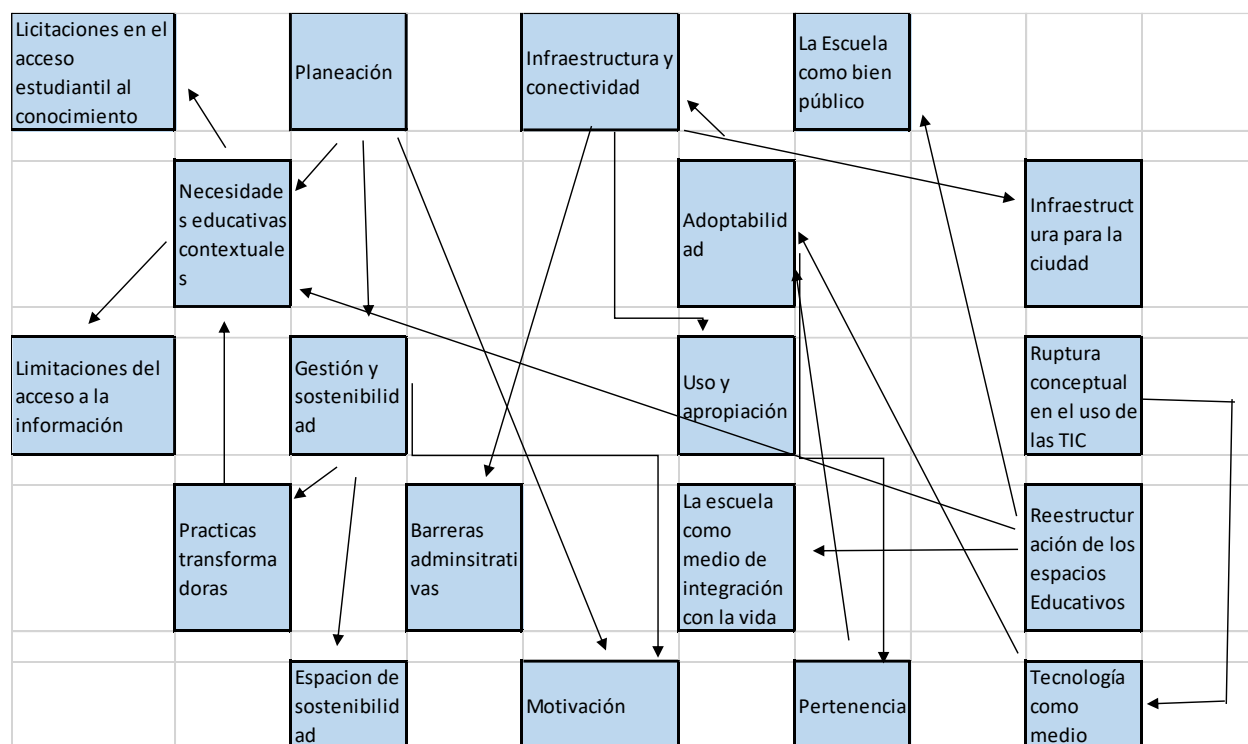 Licitaciones en el
acceso
estudiantil al
conocimiento
Planeación
Infraestructura y
conectividad
La Escuela
como bien
público
Necesidade
s educativas
contextuale
s
Adoptabilid
ad
Infraestruct
ura para la
ciudad
Limitaciones del
acceso a la
información
Gestión y
sostenibilid
ad
Uso y
apropiación
Ruptura
conceptual
en el uso de
las TIC
Practicas
transforma
doras
Barreras
adminsitrati
vas
La escuela
como
medio de
integración
con la vida
Reestructur
ación de los
espacios
Educativos
Espacion de
sostenibilid
ad
Motivación
Pertenencia
Tecnología
como
medio